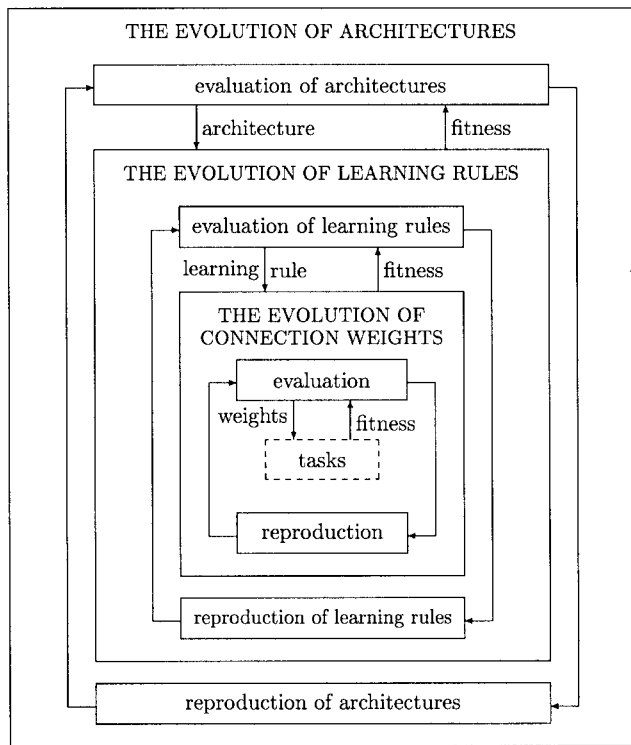 THE EVOLUTION OF ARCHITECTURES
evaluation of architectures
architecture
fitness
THE EVOLUTION OF LEARNING RULES
evaluation of learning rules
learning rule
fitness
THE EVOLUTION OF
CONNECTION WEIGHTS
evaluation
weights
fitness
tasks
reproduction
reproduction of learning rules
reproduction of architectures